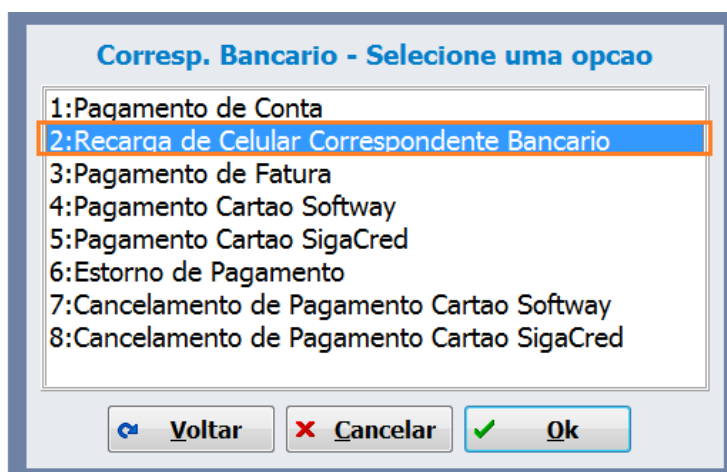 Corresp. Bancario - Selecione uma opcao
1:Pagamento de Conta
2:Recarga de Celular Correspondente Bancario
3:Pagamento de Fatura
4:Pagamento Cartao Softway
5:Pagamento Cartao SigaCred
6:Estorno de Pagamento
7:Cancelamento de Pagamento Cartao Softway
8:Cancelamento de Pagamento Cartao SigaCred
Voltar Cancelar Ok